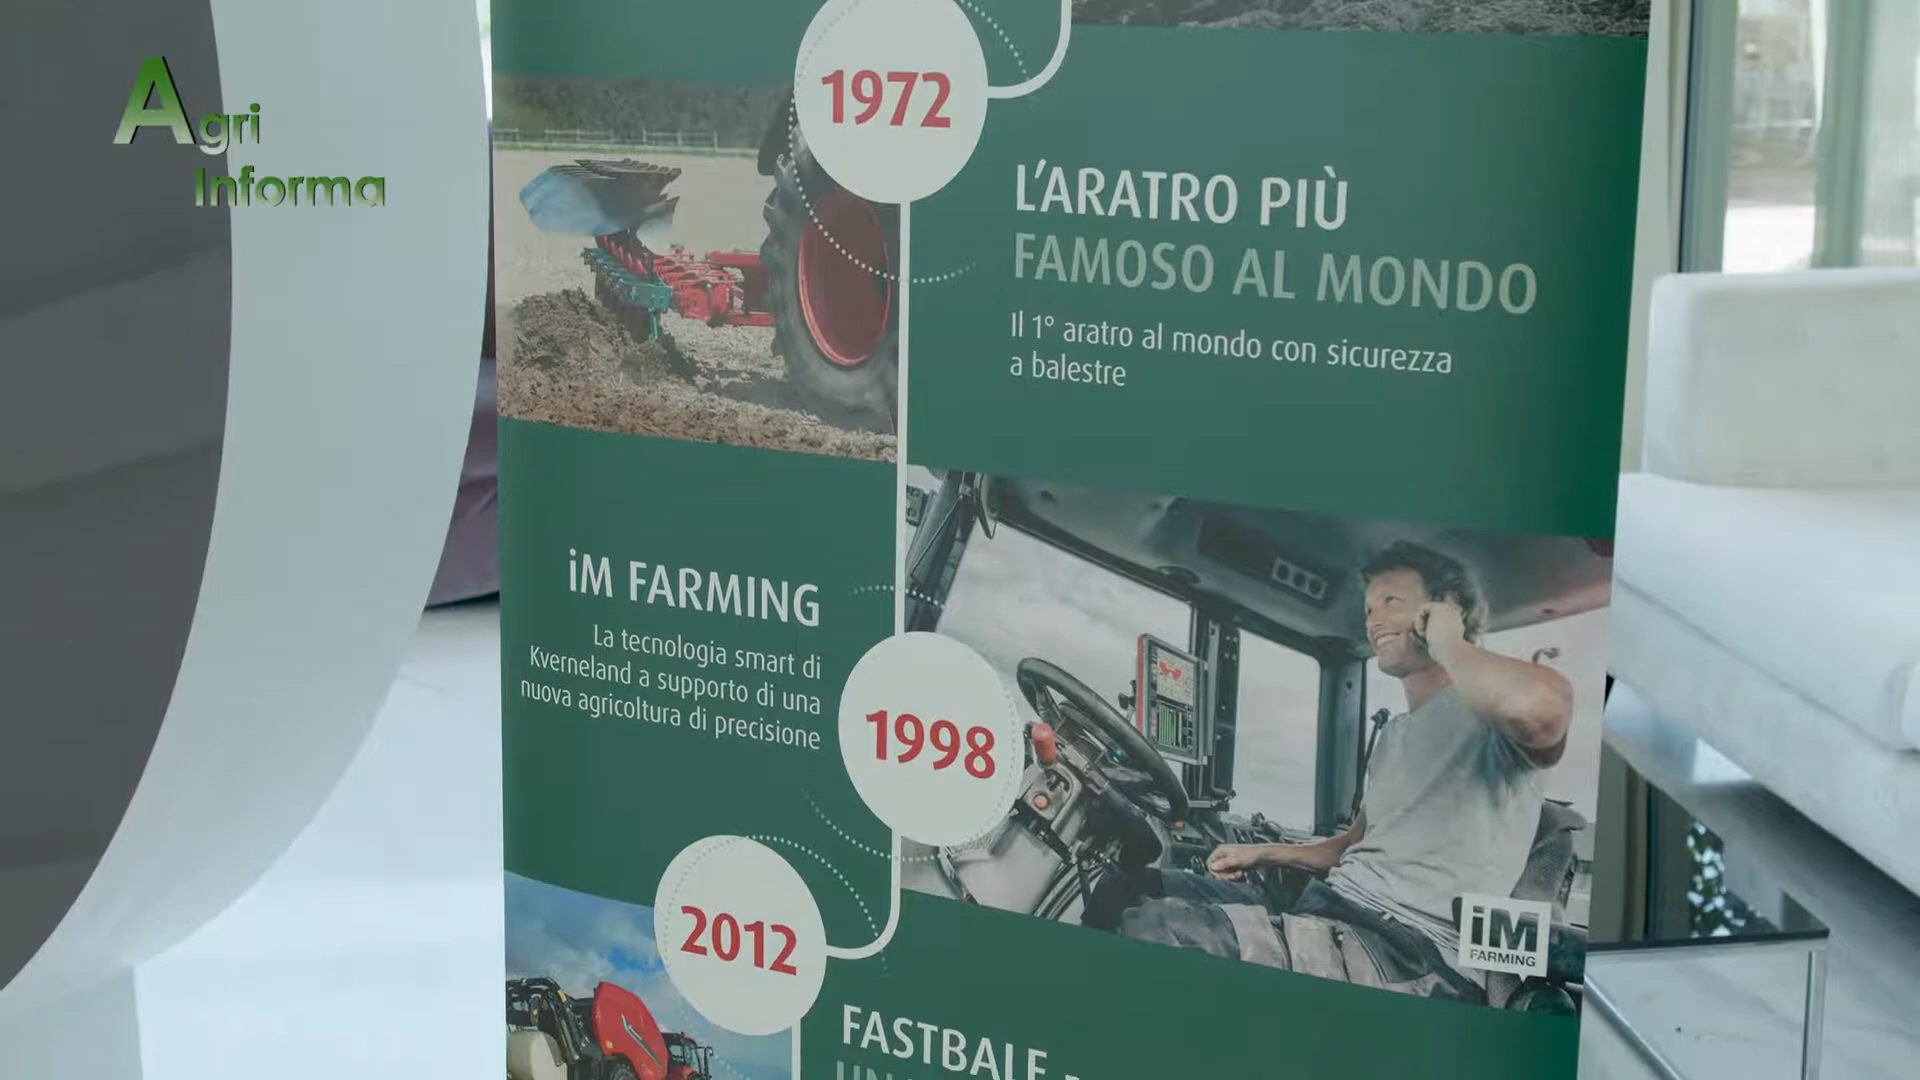 Agri
Informa
1972
L'ARATRO PIÙ
FAMOSO AL MONDO
Il 1° aratro al mondo con sicurezza
a balestre
iM FARMING
La tecnologia smart di
Kverneland a supporto di una
nuova agricoltura di precisione
1998
iM
FARMING
2012
FASTBALE